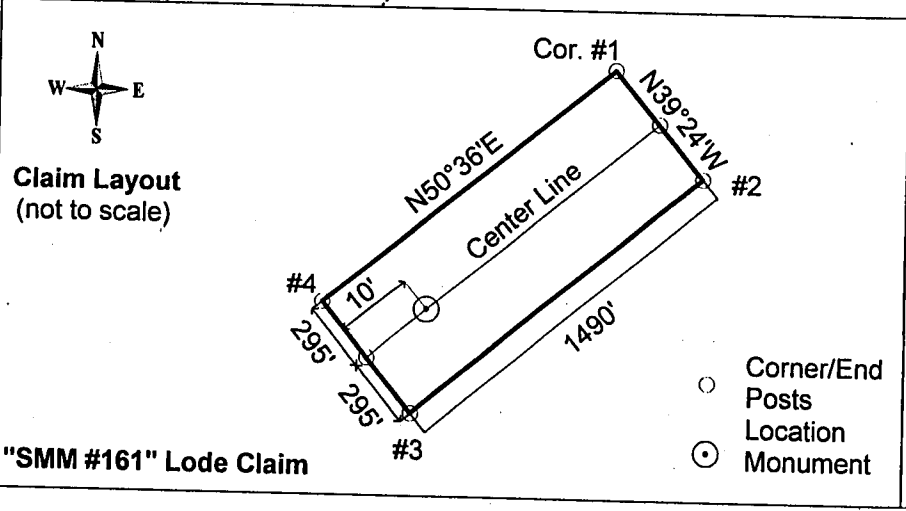 N
W E
S
Claim Layout
(not to scale)
Cor. #1
N39°24'W
#2
N50°36'E
Center Line
#4
10'
295'
295'
1490'
#3
Corner/End
Posts
Location
Monument
"SMM #161" Lode Claim